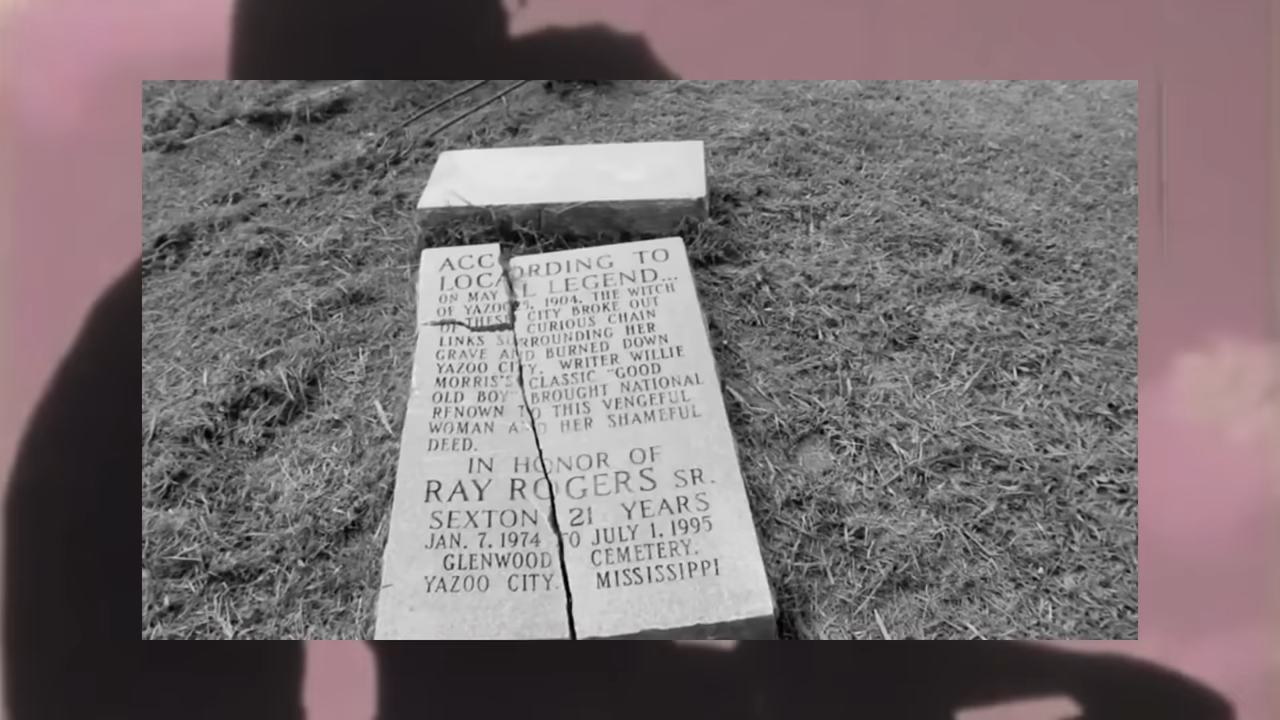 ACCORDING TO
LOCAL LEGEND...
ON MAY 25, 1904, THE WITCH
OF YAZOO CITY BROKE OUT
OF THESE CURIOUS CHAIN
LINKS SURROUNDING HER
GRAVE AND BURNED DOWN
YAZOO CITY. WRITER WILLIE
MORRIS'S CLASSIC "GOOD
OLD BOY" BROUGHT NATIONAL
RENOWN TO THIS VENGEFUL
WOMAN AND HER SHAMEFUL
DEED.
IN HONOR OF
RAY ROGERS SR.
SEXTON 21 YEARS
JAN. 7, 1974 TO JULY 1, 1995
GLENWOOD CEMETERY.
YAZOO CITY. MISSISSIPPI